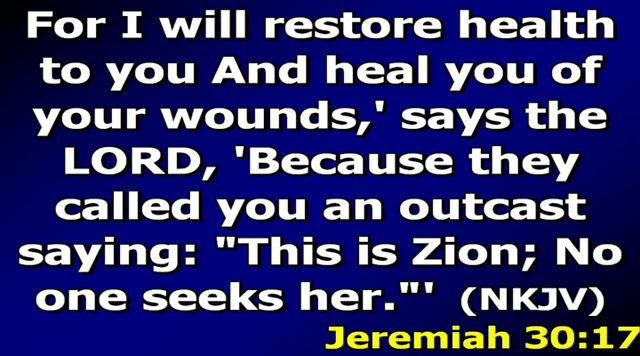 For I will restore health
to you And heal you of
your wounds,' says the
LORD, 'Because they
called you an outcast
saying: "This is Zion; No
one seeks her."' (NKJV)
Jeremiah 30:17